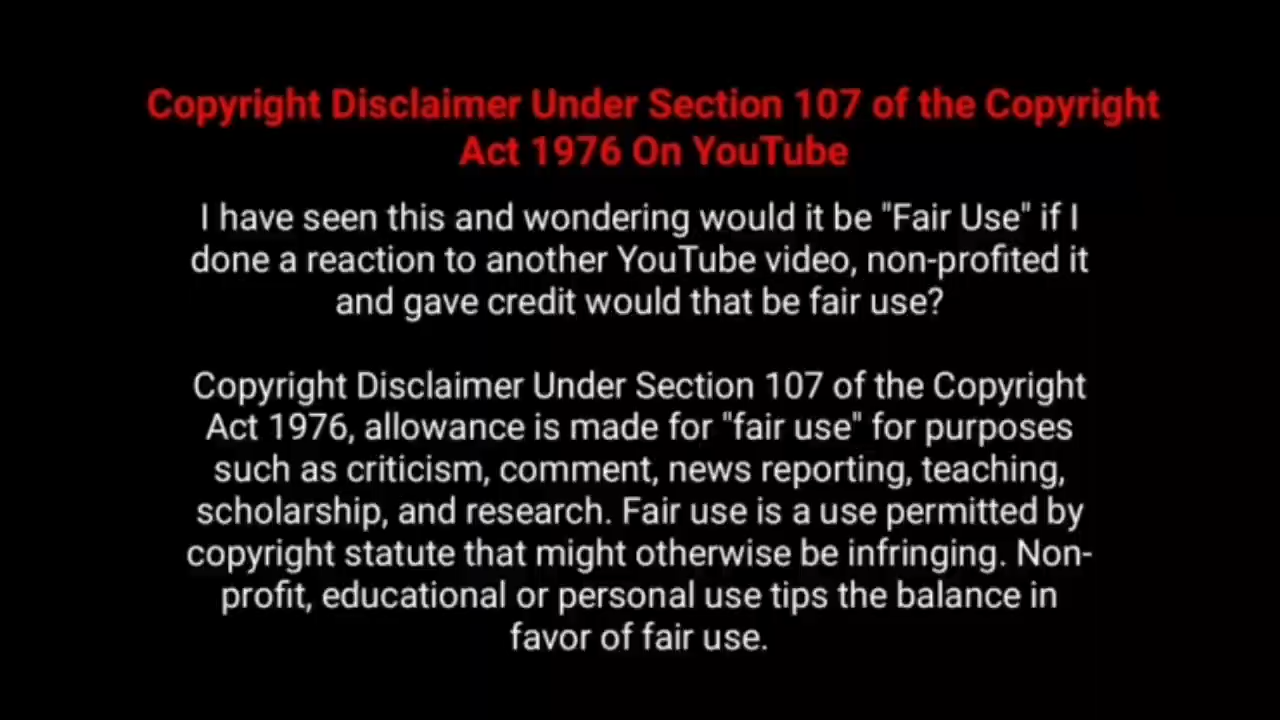 Copyright Disclaimer Under Section 107 of the Copyright
Act 1976 On YouTube
I have seen this and wondering would it be "Fair Use" if I
done a reaction to another YouTube video, non-profited it
and gave credit would that be fair use?
Copyright Disclaimer Under Section 107 of the Copyright
Act 1976, allowance is made for "fair use" for purposes
such as criticism, comment, news reporting, teaching,
scholarship, and research. Fair use is a use permitted by
copyright statute that might otherwise be infringing. Non-
profit, educational or personal use tips the balance in
favor of fair use.